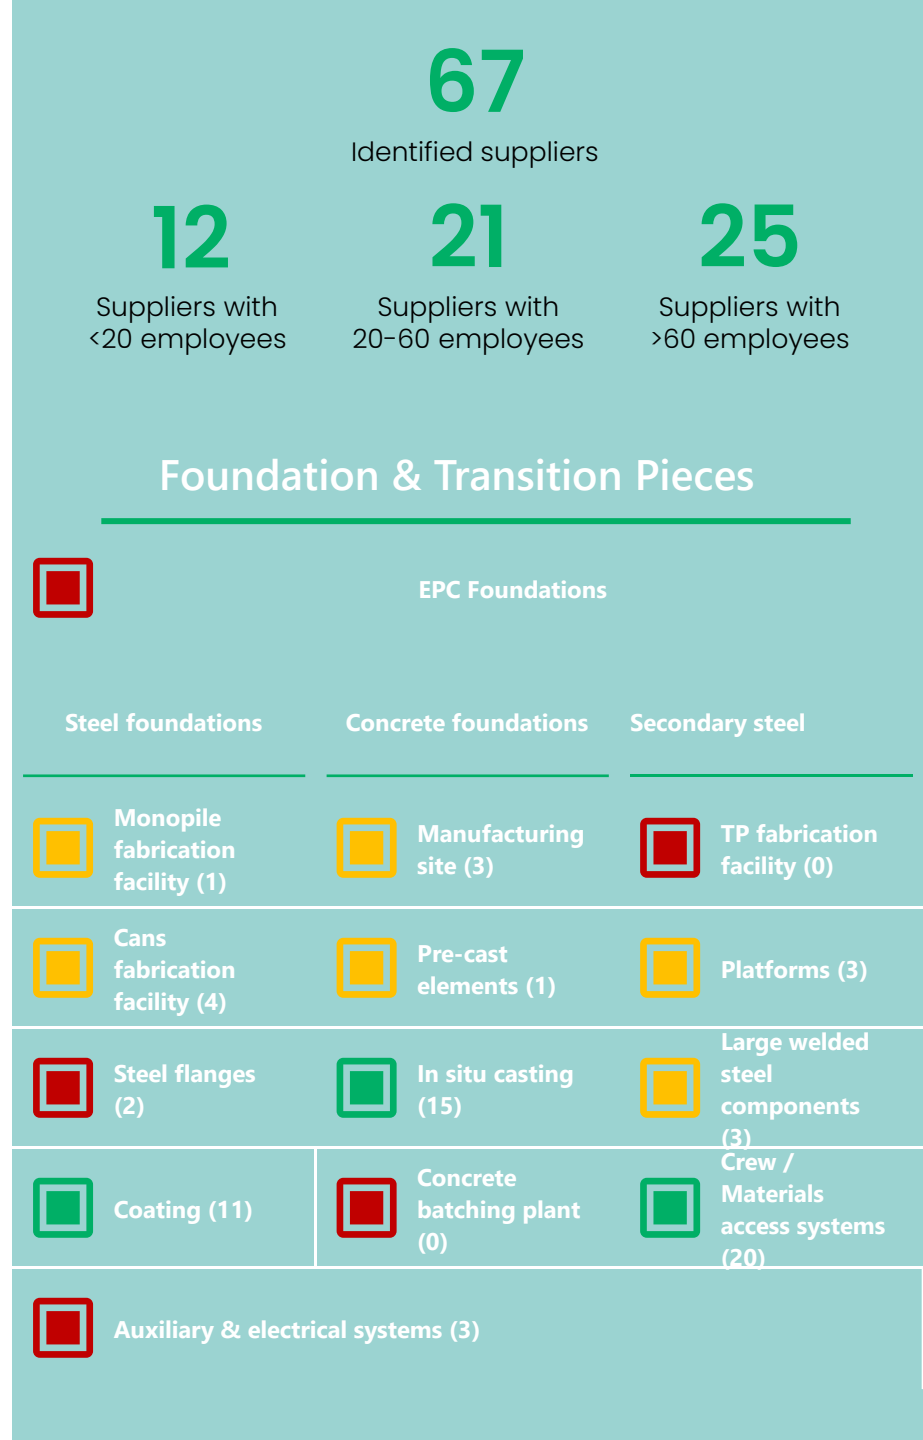 67
Identified suppliers
12
21
25
Suppliers with
<20 employees
Suppliers with
20-60 employees
Suppliers with
>60 employees
Foundation & Transition Pieces
EPC Foundations
Steel foundations
Concrete foundations
Secondary steel
Monopile
fabrication
facility (1)
Manufacturing
site (3)
TP fabrication
facility (0)
Cans
fabrication
facility (4)
Pre-cast
elements (1)
Platforms (3)
Steel flanges
(2)
In situ casting
(15)
Large welded
steel
components
(3)
Coating (11)
Concrete
batching plant
(0)
Crew /
Materials
access systems
(20)
Auxiliary & electrical systems (3)